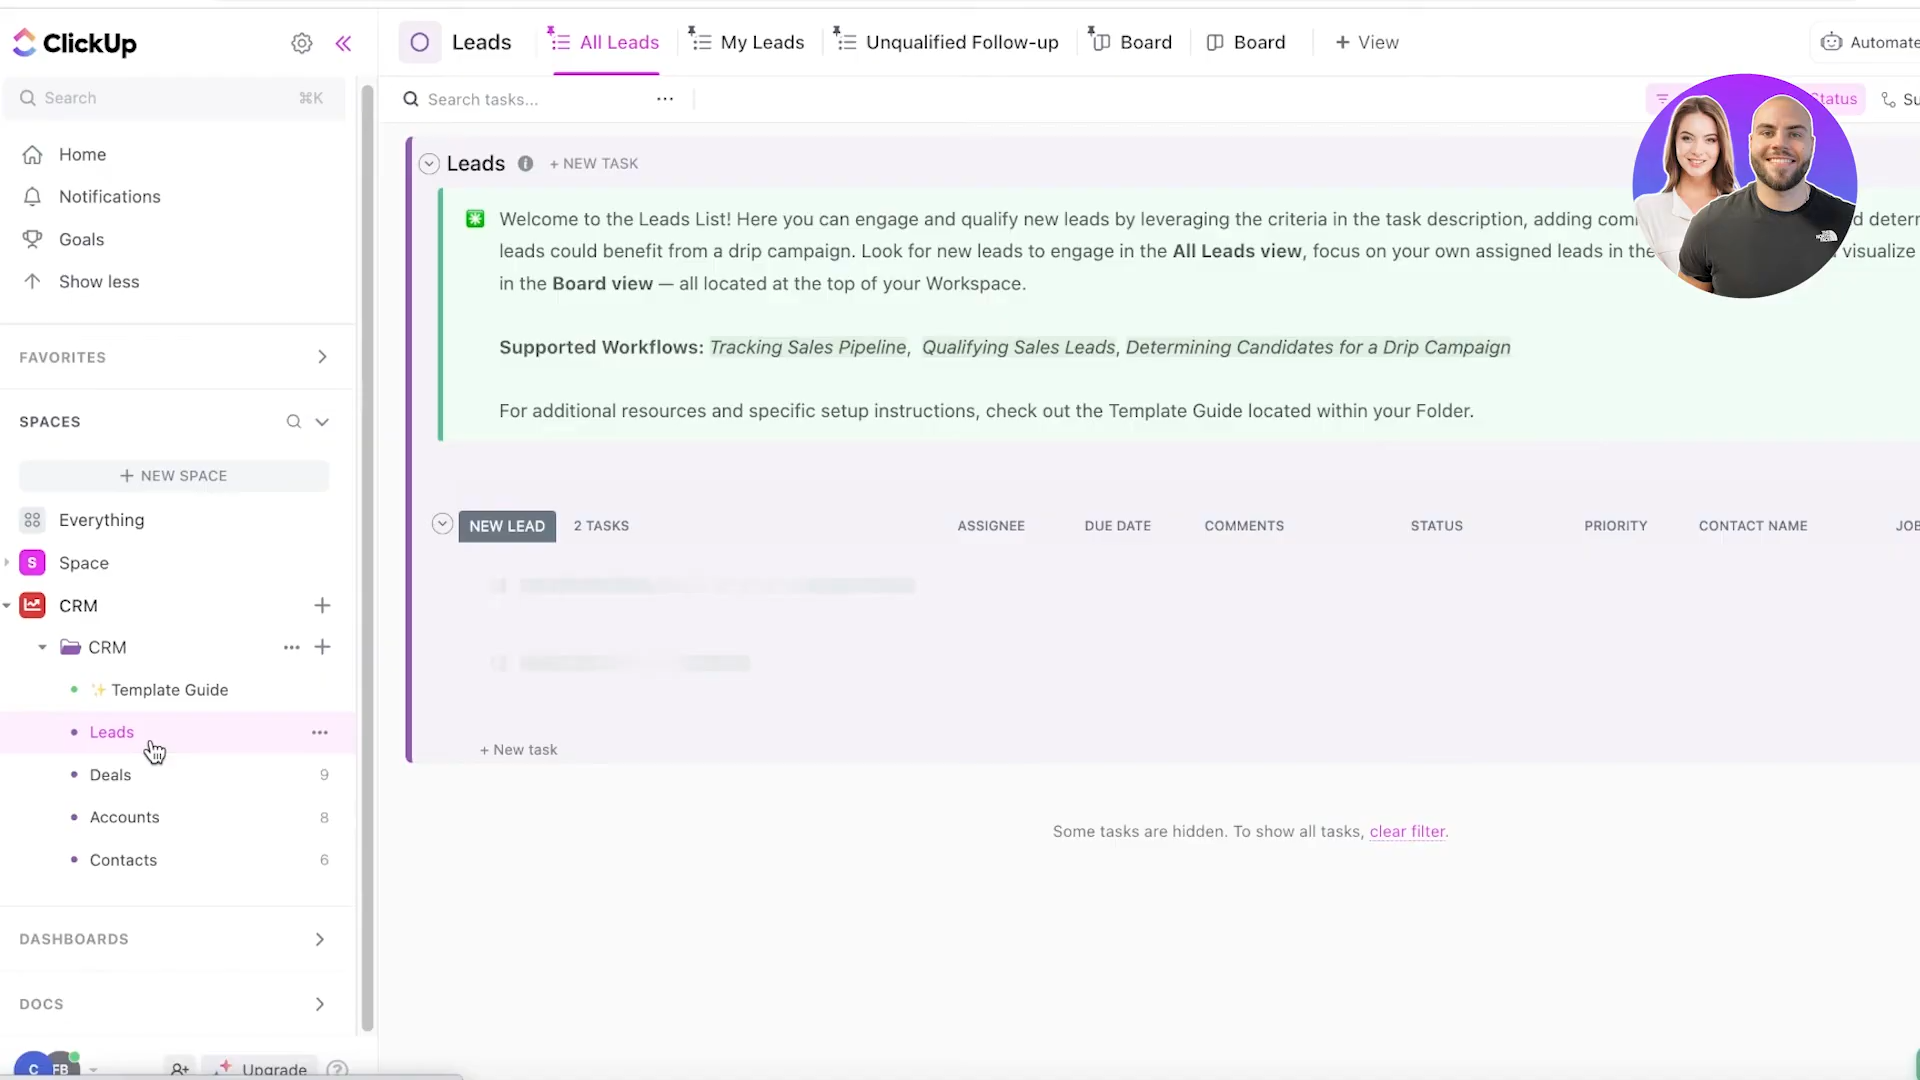 ClickUp
Search ⌘K
Home
Notifications
Goals
Show less
FAVORITES
SPACES
+ NEW SPACE
Everything
S Space
CRM
CRM
✨ Template Guide
Leads
Deals 9
Accounts 8
Contacts 6
DASHBOARDS
DOCS
C FB Upgrade ?
Leads All Leads My Leads Unqualified Follow-up Board Board + View Automate
Search tasks... Status
Leads + NEW TASK
Welcome to the Leads List! Here you can engage and qualify new leads by leveraging the criteria in the task description, adding
leads could benefit from a drip campaign. Look for new leads to engage in the All Leads view, focus on your own assigned leads in the visualize
in the Board view — all located at the top of your Workspace.
Supported Workflows: Tracking Sales Pipeline, Qualifying Sales Leads, Determining Candidates for a Drip Campaign
For additional resources and specific setup instructions, check out the Template Guide located within your Folder.
NEW LEAD 2 TASKS ASSIGNEE DUE DATE COMMENTS STATUS PRIORITY CONTACT NAME
+ New task
Some tasks are hidden. To show all tasks, clear filter.